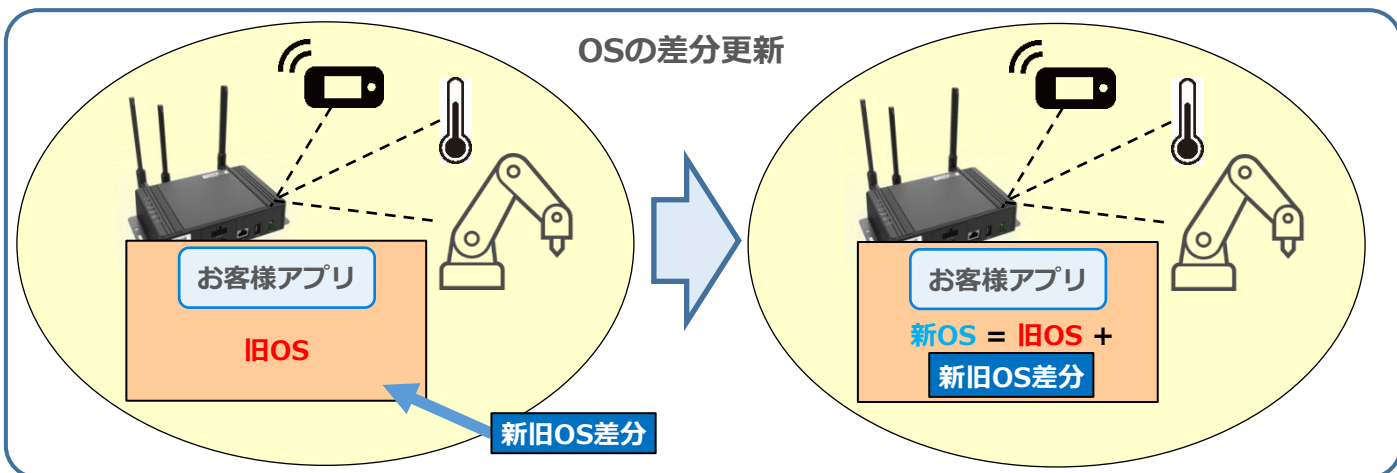 OSの差分更新
お客様アプリ
旧OS
新旧OS差分
お客様アプリ
新OS = 旧OS +
新旧OS差分